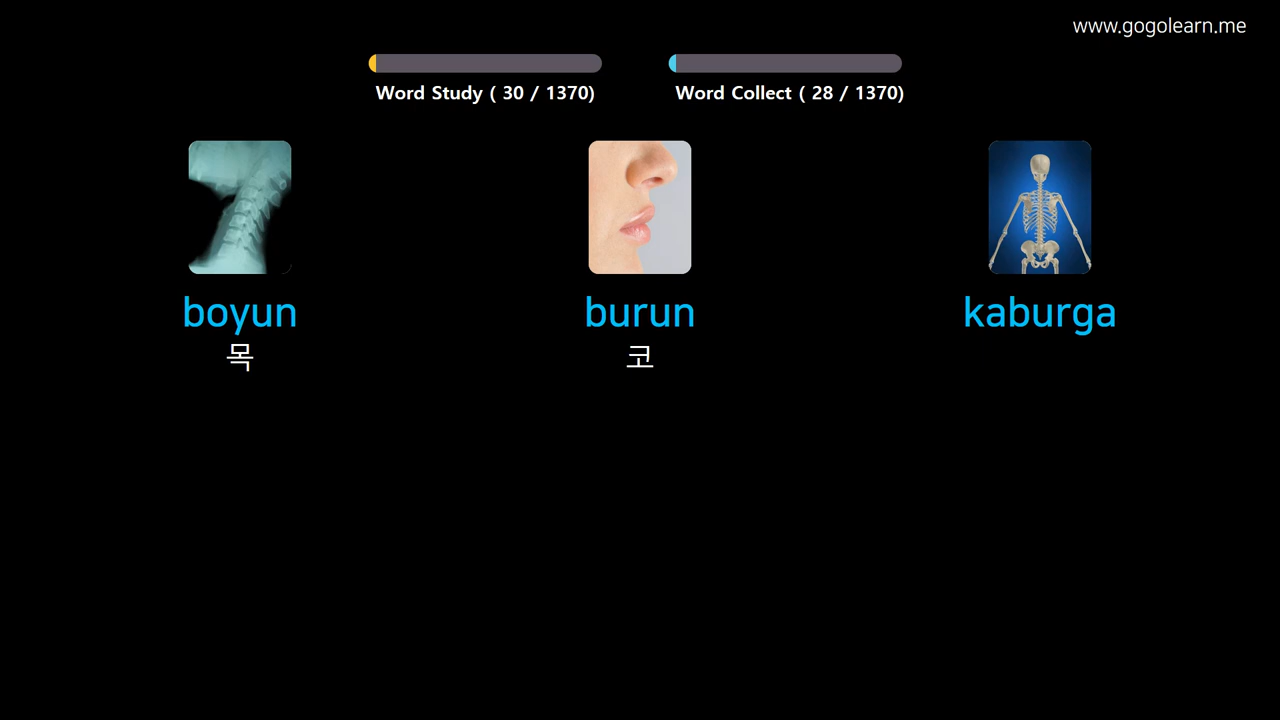 www.gogolearn.me
Word Study ( 30 / 1370)
Word Collect ( 28 / 1370)
boyun
목
burun
코
kaburga